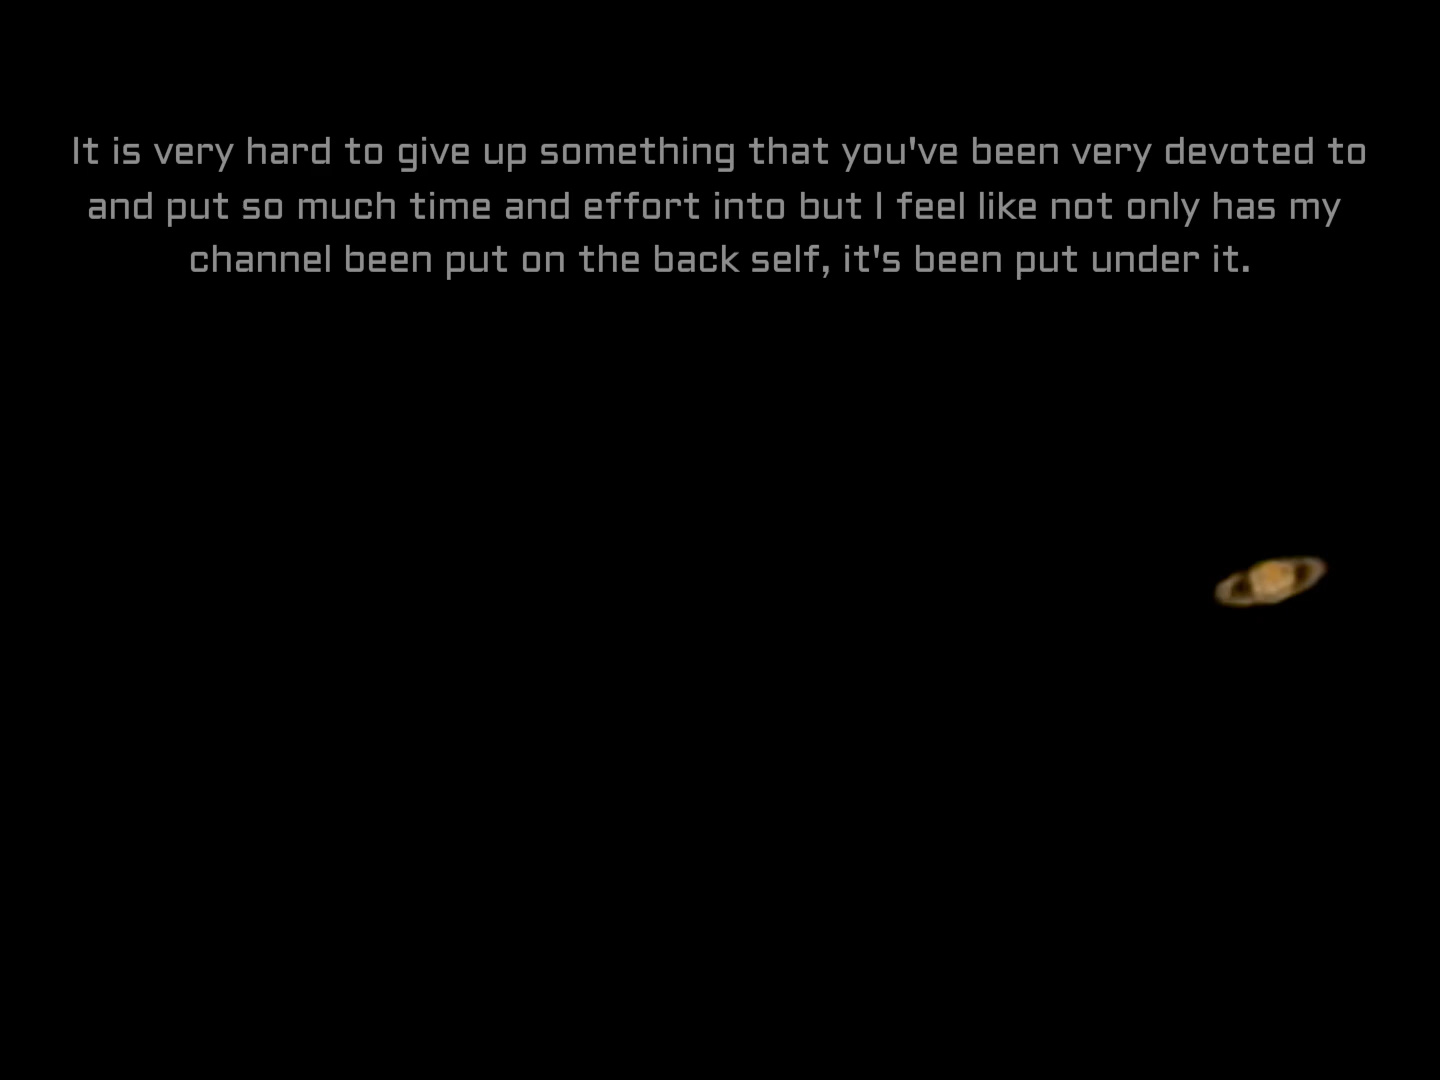 It is very hard to give up something that you've been very devoted to
and put so much time and effort into but I feel like not only has my
channel been put on the back self, it's been put under it.